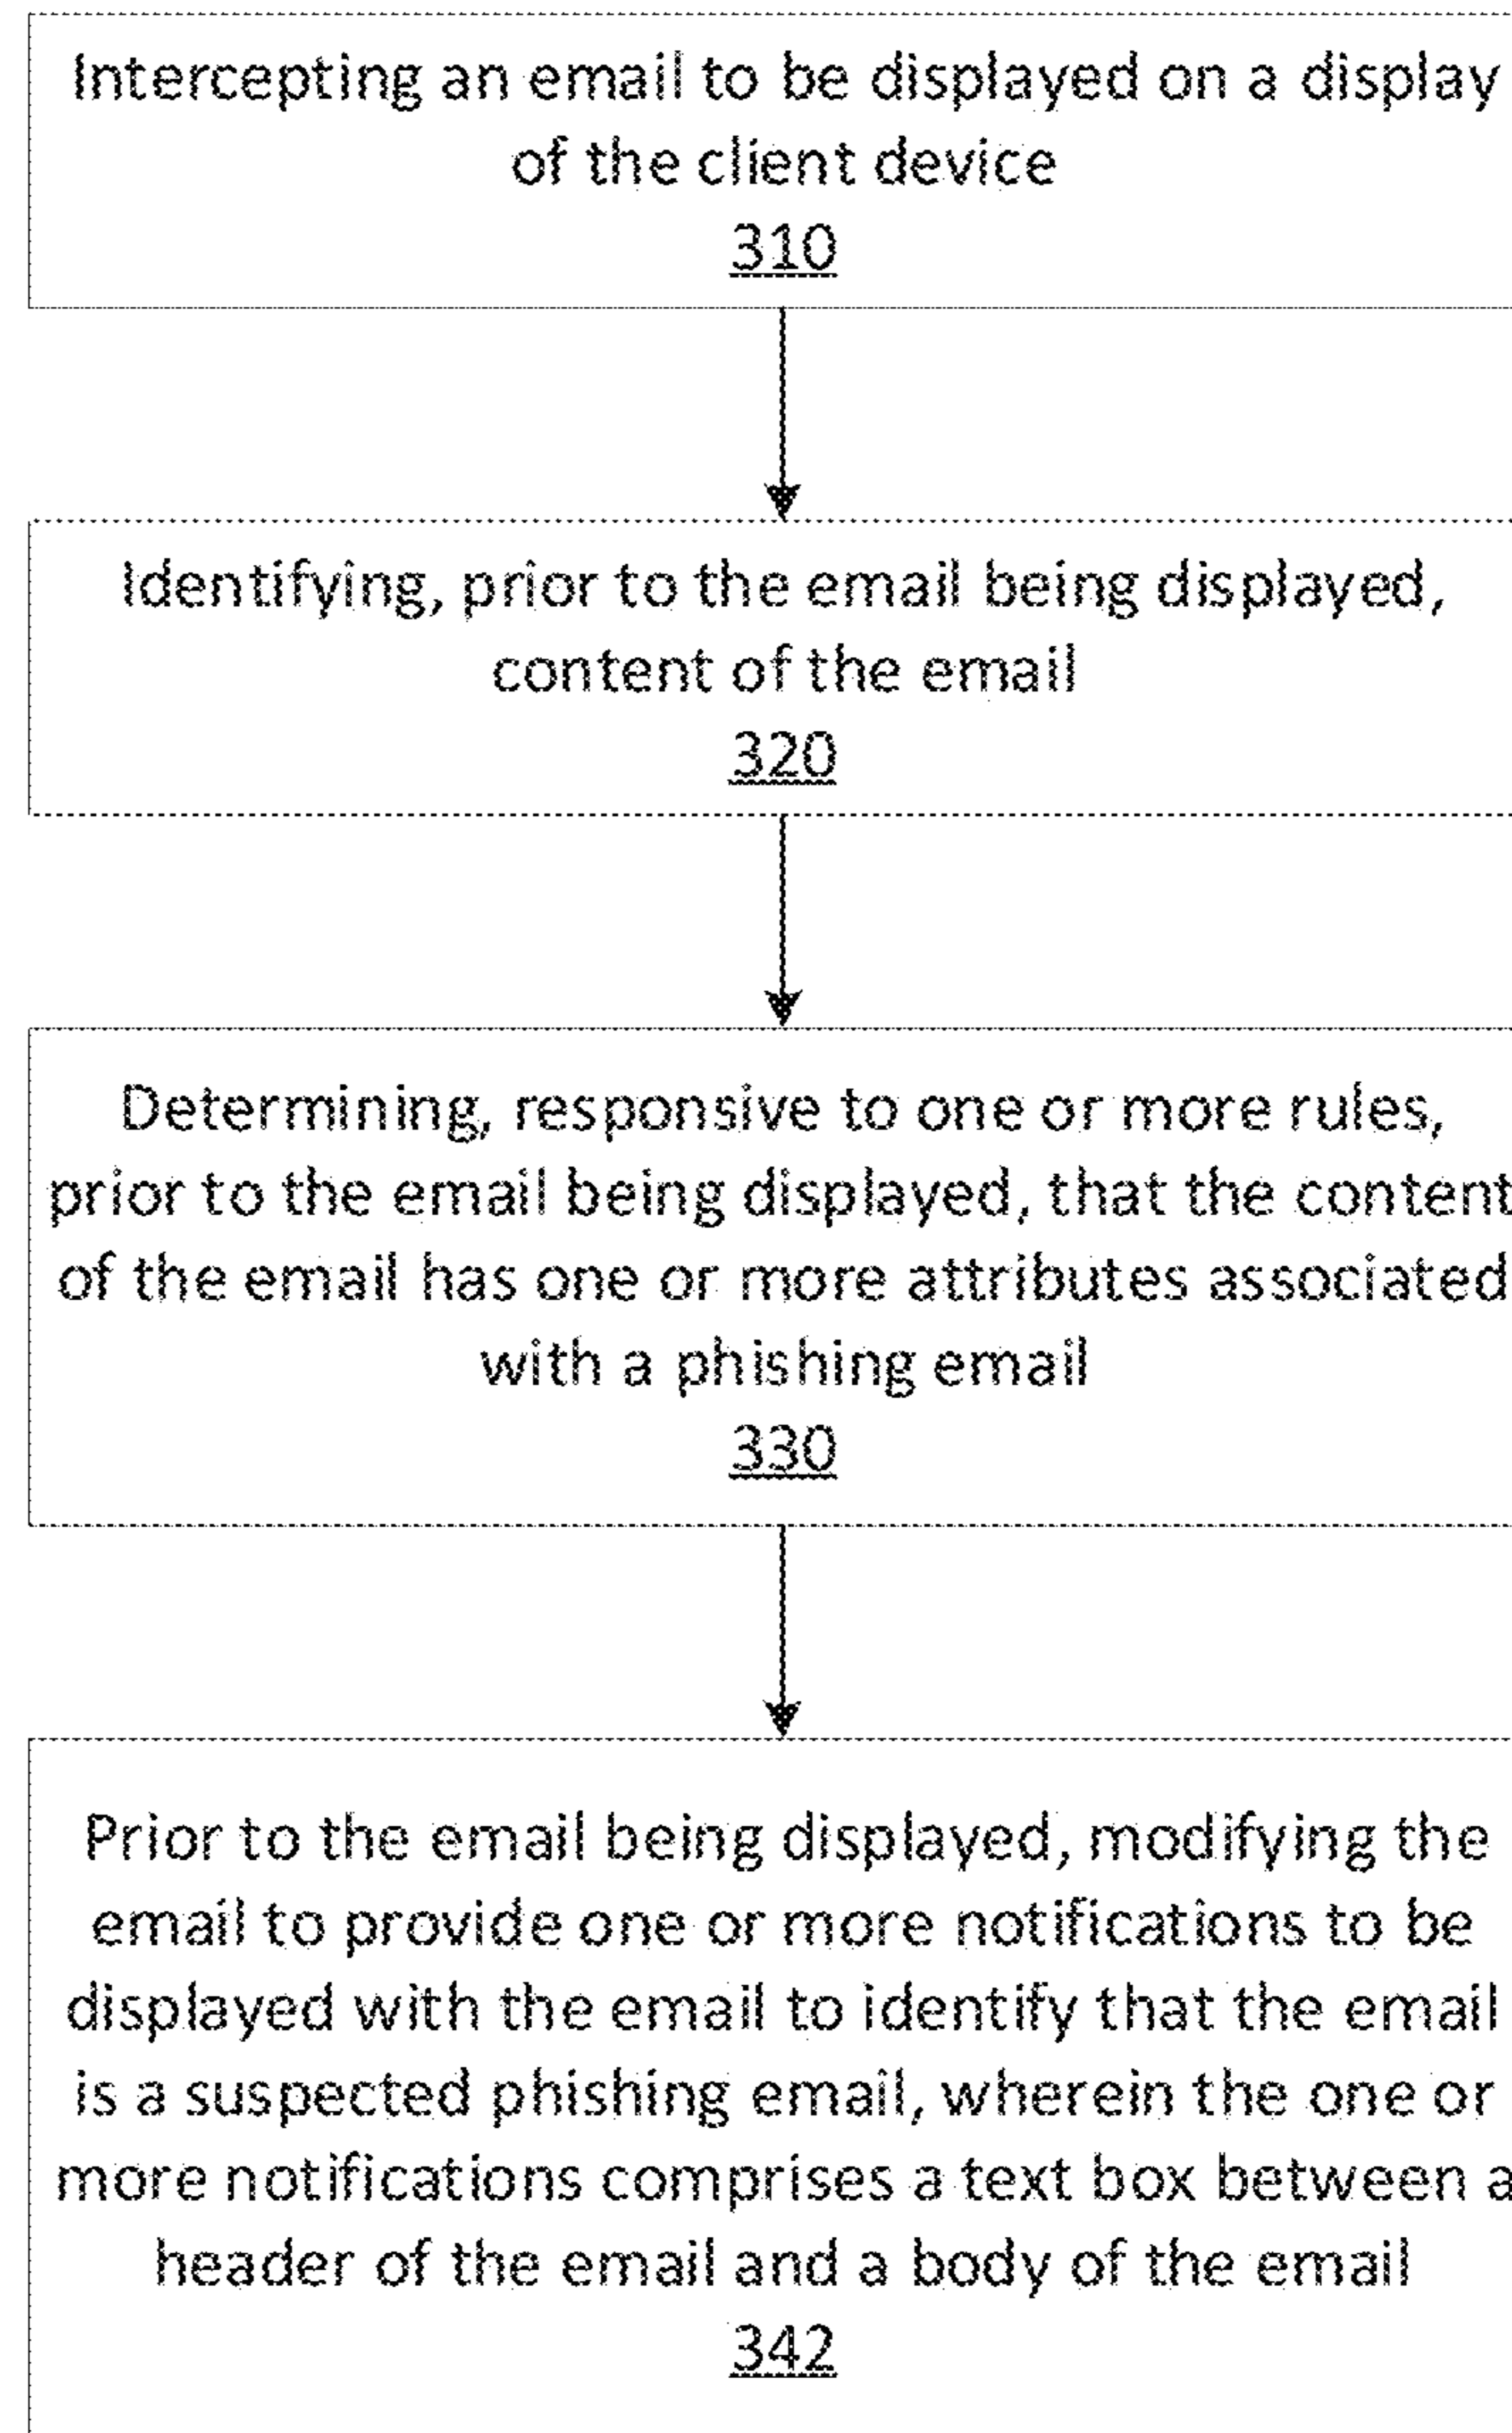 Intercepting an email to be displayed on a display
of the client device
310
Identifying, prior to the email being displayed,
content of the email
320
Determining, responsive to one or more rules,
prior to the email being displayed, that the content
of the email has one or more attributes associated
with a phishing email
330
Prior to the email being displayed, modifying the
email to provide one or more notifications to be
displayed with the email to identify that the email
is a suspected phishing email, wherein the one or
more notifications comprises a text box between a
header of the email and a body of the email
342